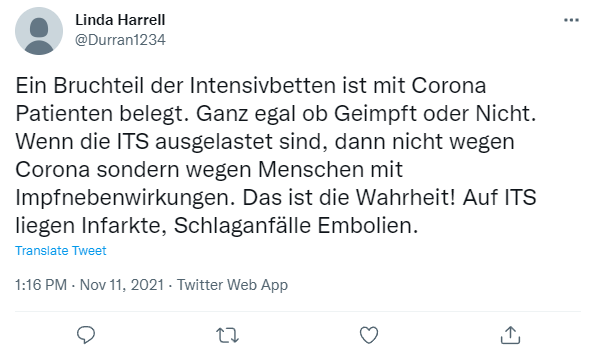 Linda Harrell
@Durran1234
Ein Bruchteil der Intensivbetten ist mit Corona
Patienten belegt. Ganz egal ob Geimpft oder Nicht.
Wenn die ITS ausgelastet sind, dann nicht wegen
Corona sondern wegen Menschen mit
Impfnebenwirkungen. Das ist die Wahrheit! Auf ITS
liegen Infarkte, Schlaganfälle Embolien.
Translate Tweet
1:16 PM · Nov 11, 2021 · Twitter Web App